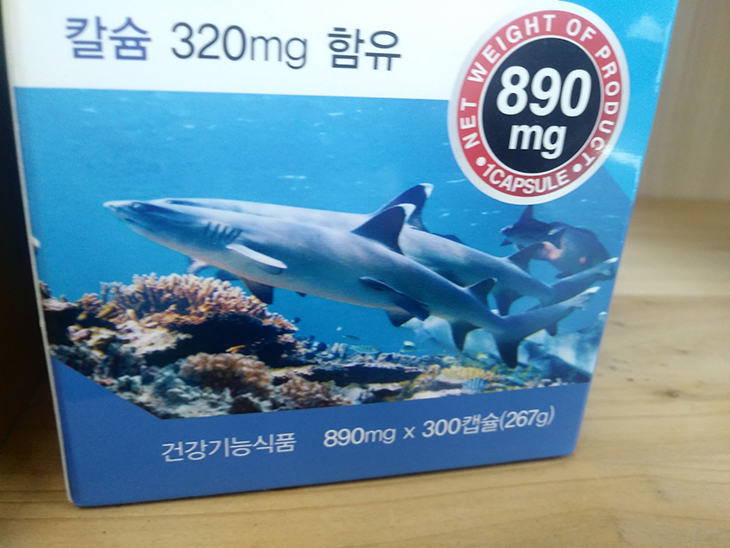 칼슘 320mg 함유
NET WEIGHT OF PRODUCT
890
mg
•1CAPSULE•
건강기능식품 890mg x 300캡슐(267g)